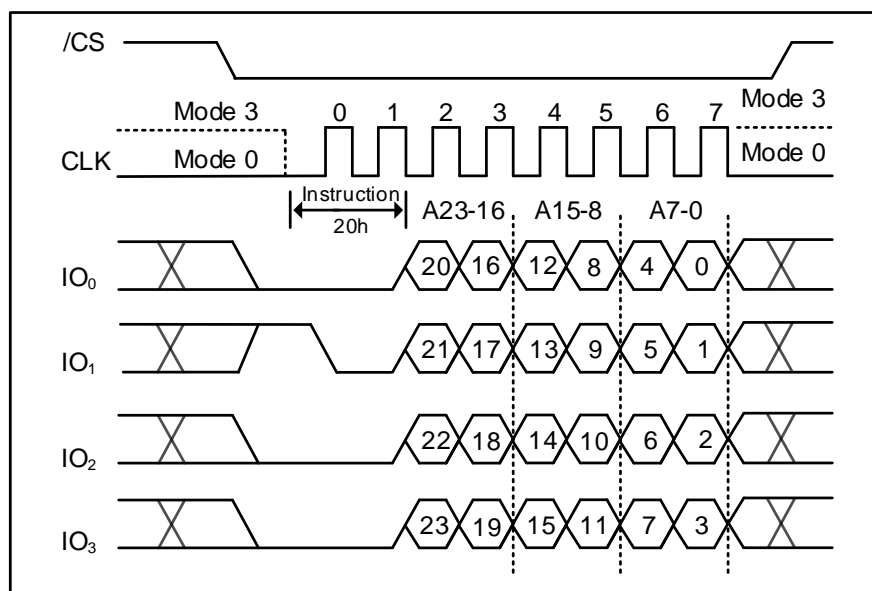 /CS
Mode 3 0 1 2 3 4 5 6 7 Mode 3
CLK Mode 0 Mode 0
Instruction A23-16 A15-8 A7-0
20h
IO₀ 20 16 12 8 4 0
IO₁ 21 17 13 9 5 1
IO₂ 22 18 14 10 6 2
IO₃ 23 19 15 11 7 3